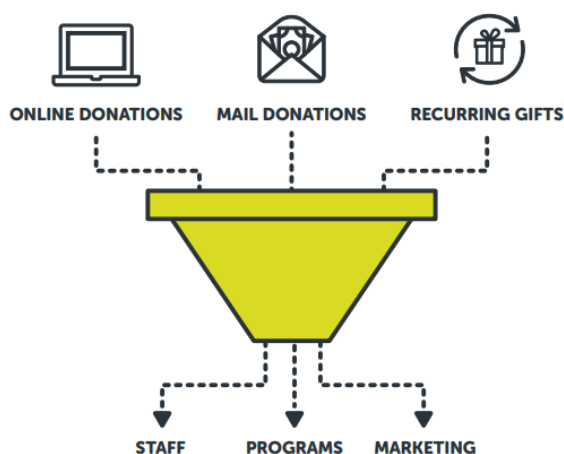 ONLINE DONATIONS
MAIL DONATIONS
RECURRING GIFTS
STAFF
PROGRAMS
MARKETING